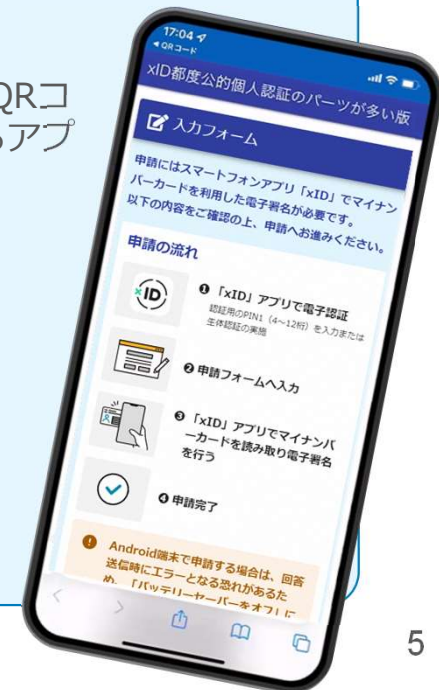 QRコ
るアプ
17:04
◀ QRコード
xID都度公的個人認証のパーツが多い版
入力フォーム
申請にはスマートフォンアプリ「xID」でマイナン
バーカードを利用した電子署名が必要です。
以下の内容をご確認の上、申請へお進みください。
申請の流れ
×ID
❶ 「xID」アプリで電子認証
認証用のPIN1（4〜12桁）を入力または
生体認証の実施
❷ 申請フォームへ入力
❸ 「xID」アプリでマイナンバ
ーカードを読み取り電子署名
を行う
❹ 申請完了
Android端末で申請する場合は、回答
送信時にエラーとなる恐れがあるた
め、「バッテリーセーバーをオフ」に
5